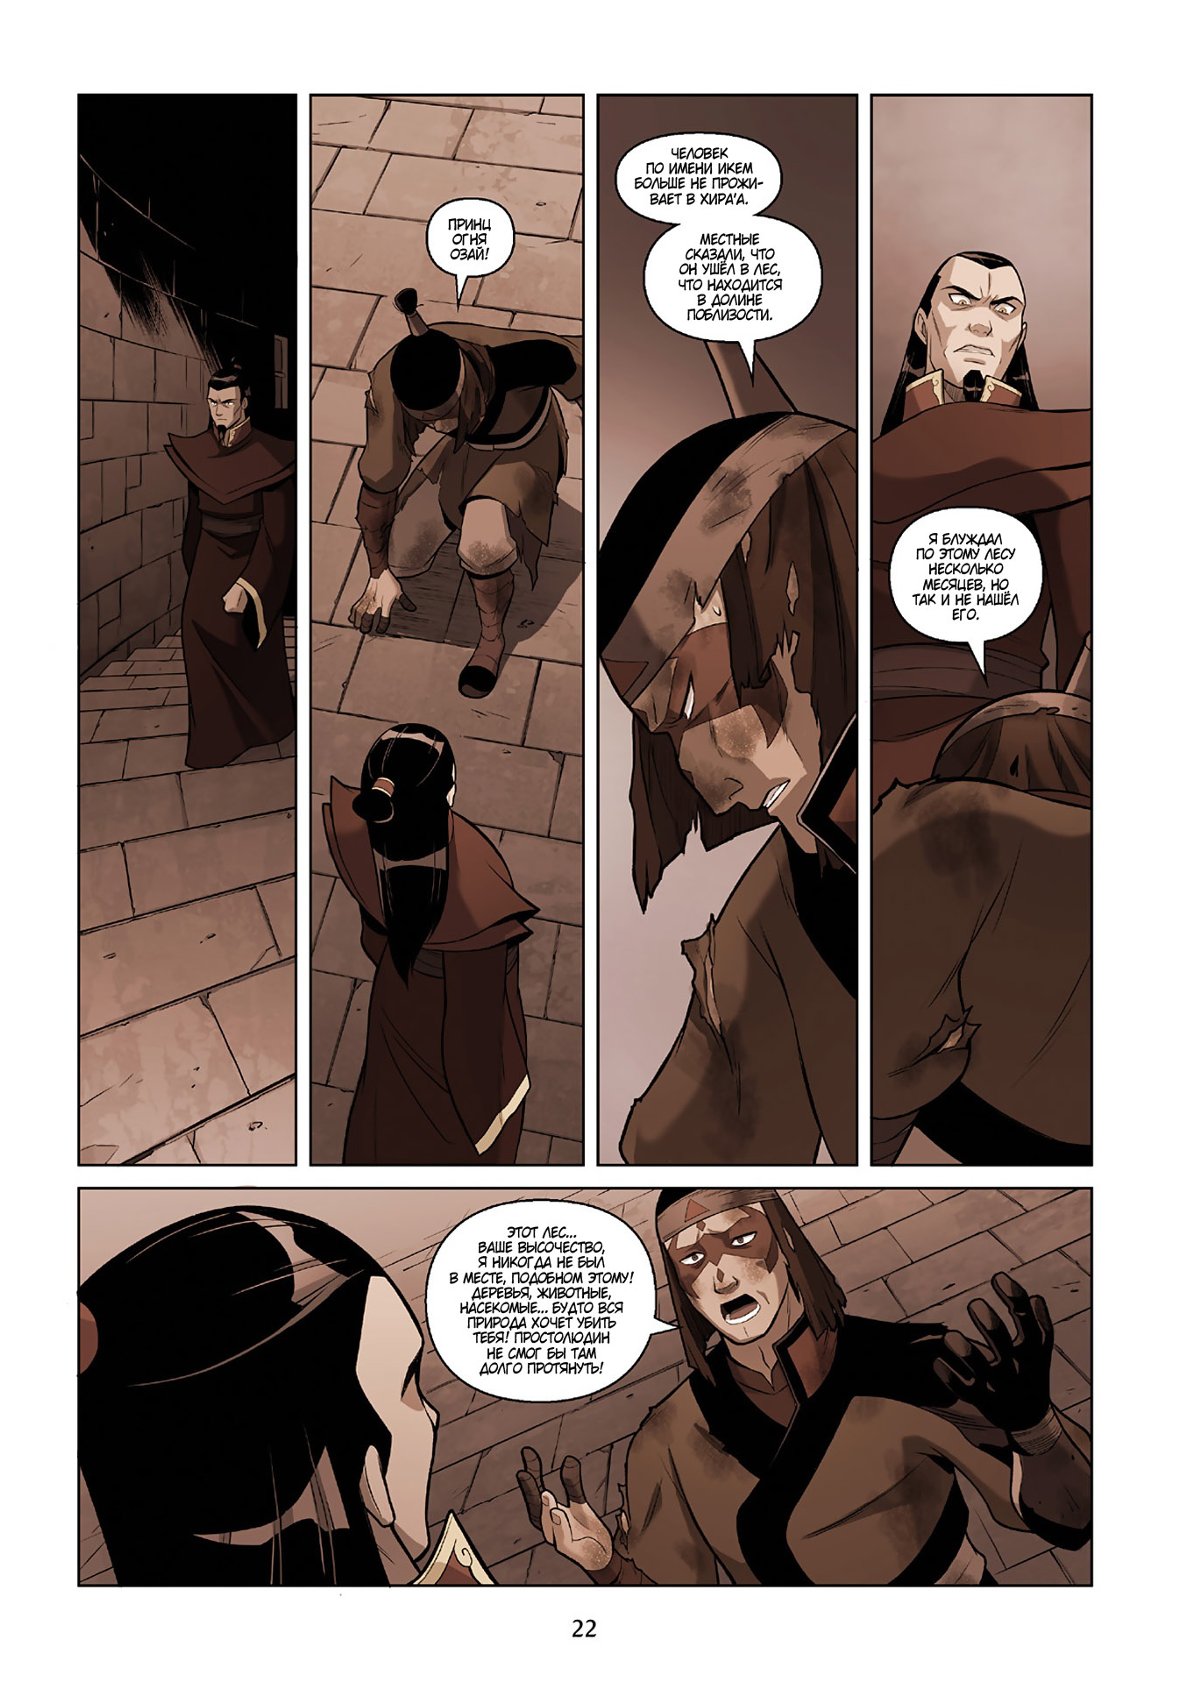 ПРИНЦ
ОГНЯ
ОЗАЙ!
ЧЕЛОВЕК
ПО ИМЕНИ ИКЕМ
БОЛЬШЕ НЕ ПРОЖИ-
ВАЕТ В ХИРА'А.
МЕСТНЫЕ
СКАЗАЛИ, ЧТО
ОН УШЁЛ В ЛЕС,
ЧТО НАХОДИТСЯ
В ДОЛИНЕ
ПОБЛИЗОСТИ.
Я БЛУЖДАЛ
ПО ЭТОМУ ЛЕСУ
НЕСКОЛЬКО
МЕСЯЦЕВ, НО
ТАК И НЕ НАШЁЛ
ЕГО.
ЭТОТ ЛЕС...
ВАШЕ ВЫСОЧЕСТВО,
Я НИКОГДА НЕ БЫЛ
В МЕСТЕ, ПОДОБНОМ ЭТОМУ!
ДЕРЕВЬЯ, ЖИВОТНЫЕ,
НАСЕКОМЫЕ... БУДТО ВСЯ
ПРИРОДА ХОЧЕТ УБИТЬ
ТЕБЯ! ПРОСТОЛЮДИН
НЕ СМОГ БЫ ТАМ
ДОЛГО ПРОТЯНУТЬ!
22